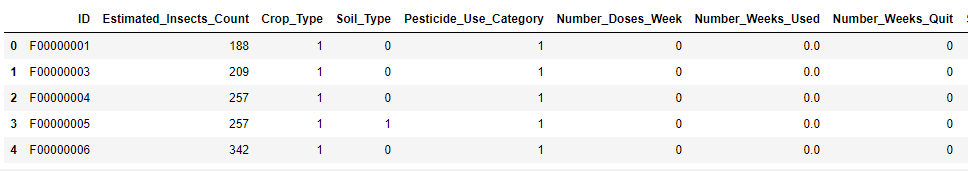 ID Estimated_Insects_Count Crop_Type Soil_Type Pesticide_Use_Category Number_Doses_Week Number_Weeks_Used Number_Weeks_Quit
0 F00000001 188 1 0 1 0 0.0 0
1 F00000003 209 1 0 1 0 0.0 0
2 F00000004 257 1 0 1 0 0.0 0
3 F00000005 257 1 1 1 0 0.0 0
4 F00000006 342 1 0 1 0 0.0 0